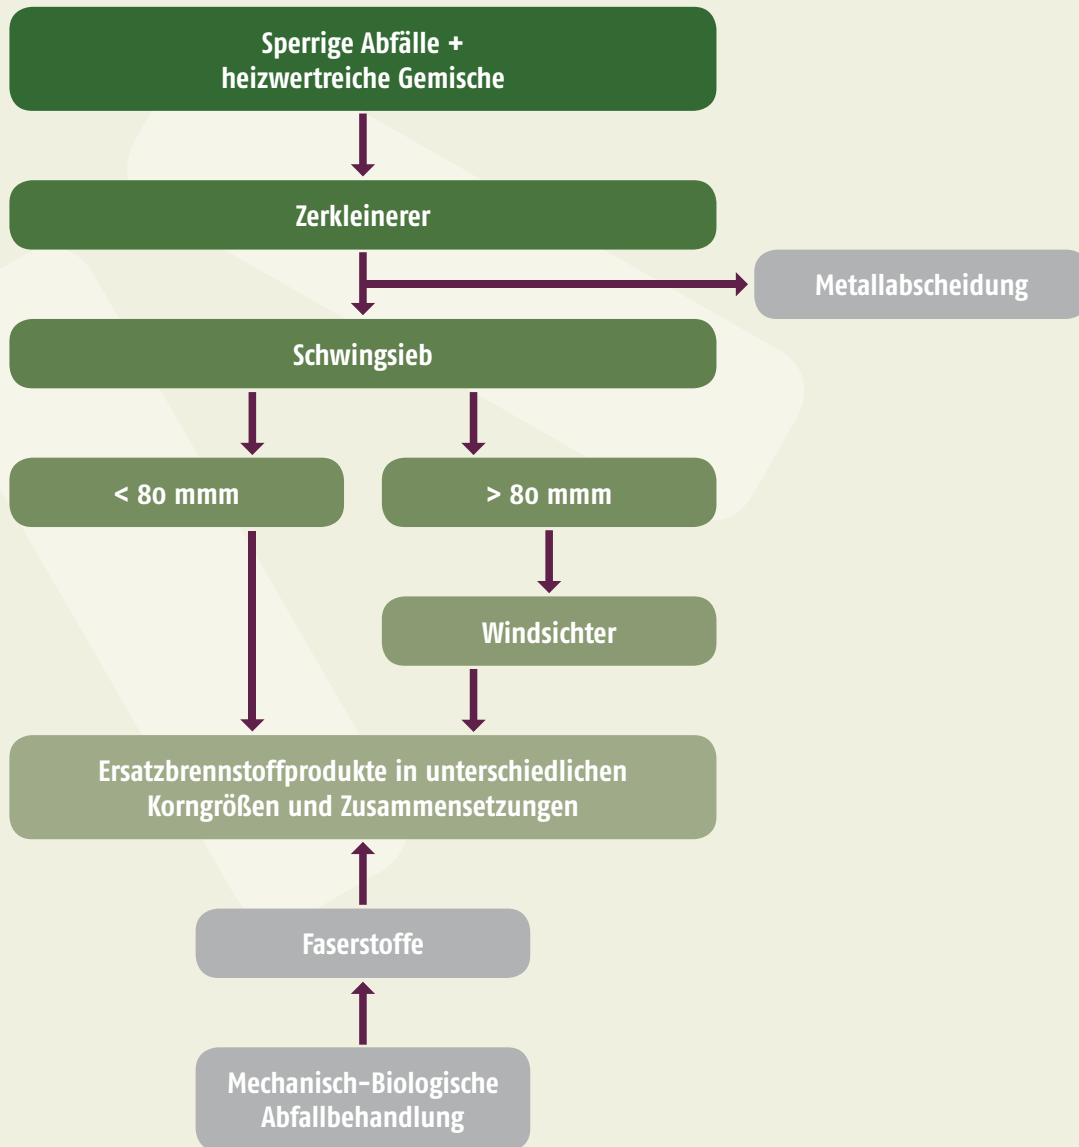 Sperrige Abfälle +
heizwertreiche Gemische
Zerkleinerer
Metallabscheidung
Schwingsieb
< 80 mmm
> 80 mmm
Windsichter
Ersatzbrennstoffprodukte in unterschiedlichen
Korngrößen und Zusammensetzungen
Faserstoffe
Mechanisch-Biologische
Abfallbehandlung